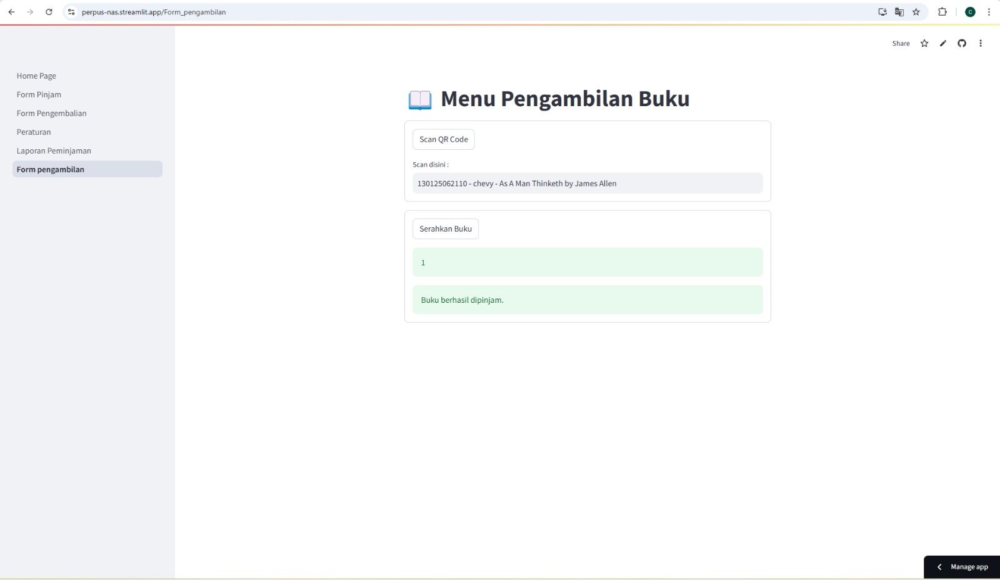 perpus-nas.streamlit.app/Form_pengambilan
C
Share
Home Page
Form Pinjam
Form Pengembalian
Peraturan
Laporan Peminjaman
Form pengambilan
Menu Pengambilan Buku
Scan QR Code
Scan disini :
130125062110 - chevy - As A Man Thinketh by James Allen
Serahkan Buku
1
Buku berhasil dipinjam.
Manage app